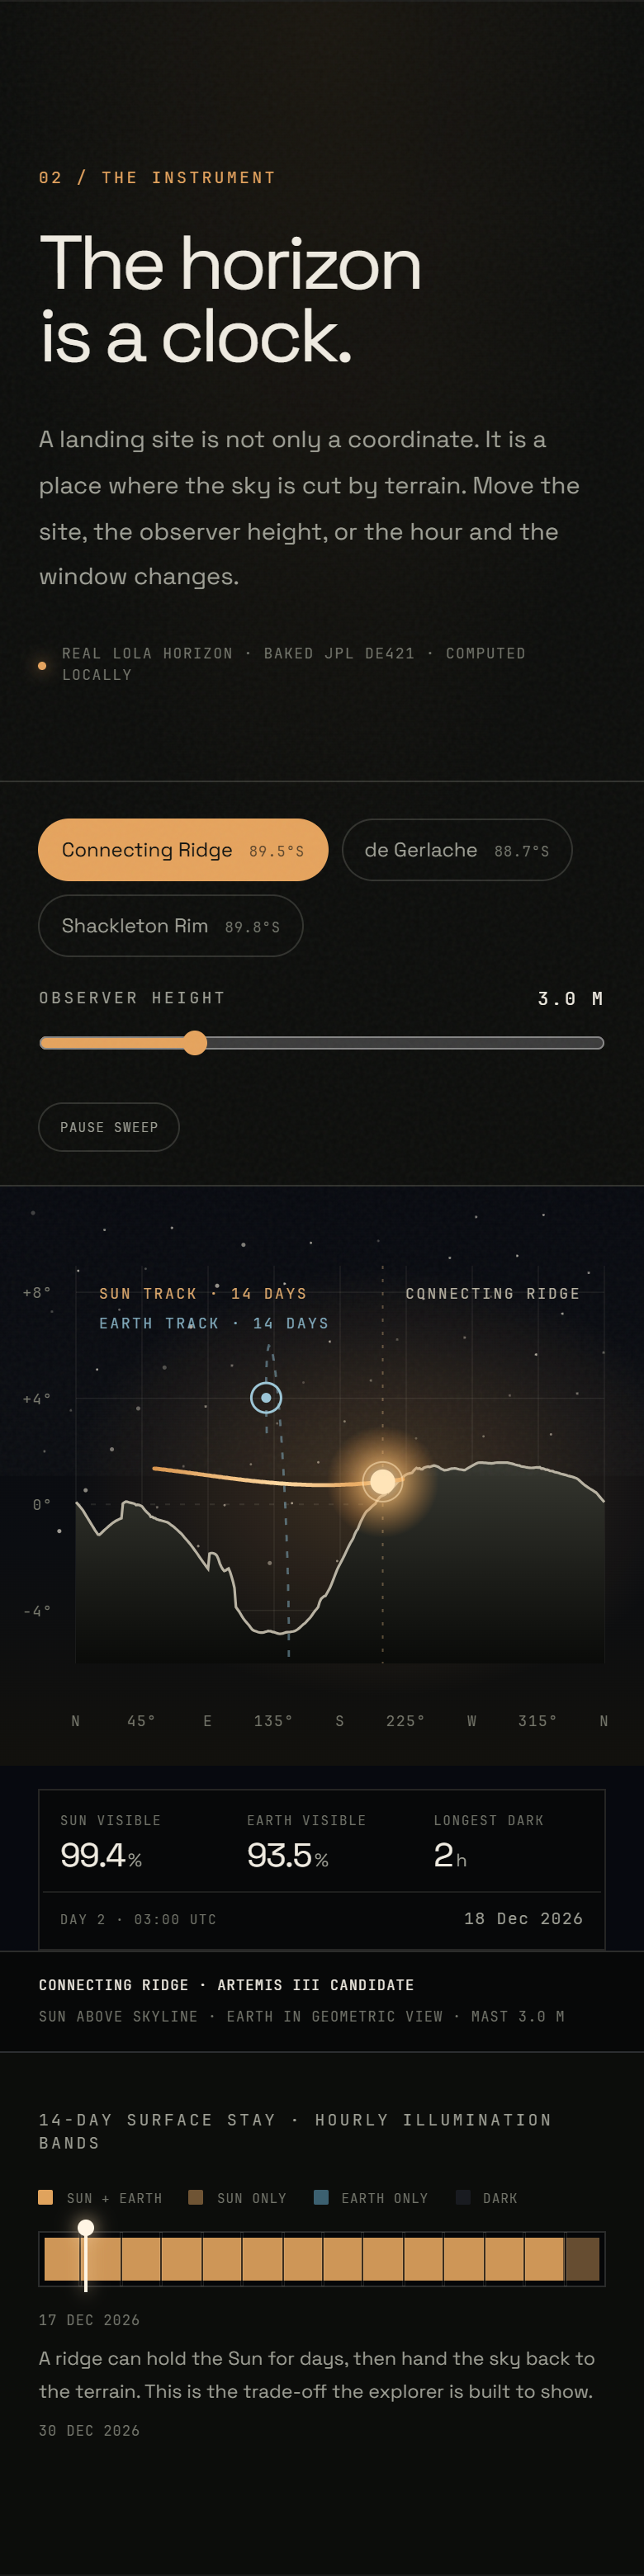 02 / THE INSTRUMENT
The horizon
is a clock.
A landing site is not only a coordinate. It is a
place where the sky is cut by terrain. Move the
site, the observer height, or the hour and the
window changes.
REAL LOLA HORIZON · BAKED JPL DE421 · COMPUTED
LOCALLY
Connecting Ridge 89.5°S
de Gerlache 88.7°S
Shackleton Rim 89.8°S
OBSERVER HEIGHT 3.0 M
PAUSE SWEEP
+8°
SUN TRACK · 14 DAYS
CONNECTING RIDGE
EARTH TRACK · 14 DAYS
+4°
0°
-4°
N 45° E 135° S 225° W 315° N
SUN VISIBLE EARTH VISIBLE LONGEST DARK
99.4% 93.5% 2h
DAY 2 · 03:00 UTC 18 Dec 2026
CONNECTING RIDGE · ARTEMIS III CANDIDATE
SUN ABOVE SKYLINE · EARTH IN GEOMETRIC VIEW · MAST 3.0 M
14-DAY SURFACE STAY · HOURLY ILLUMINATION
BANDS
SUN + EARTH SUN ONLY EARTH ONLY DARK
17 DEC 2026
A ridge can hold the Sun for days, then hand the sky back to
the terrain. This is the trade-off the explorer is built to show.
30 DEC 2026